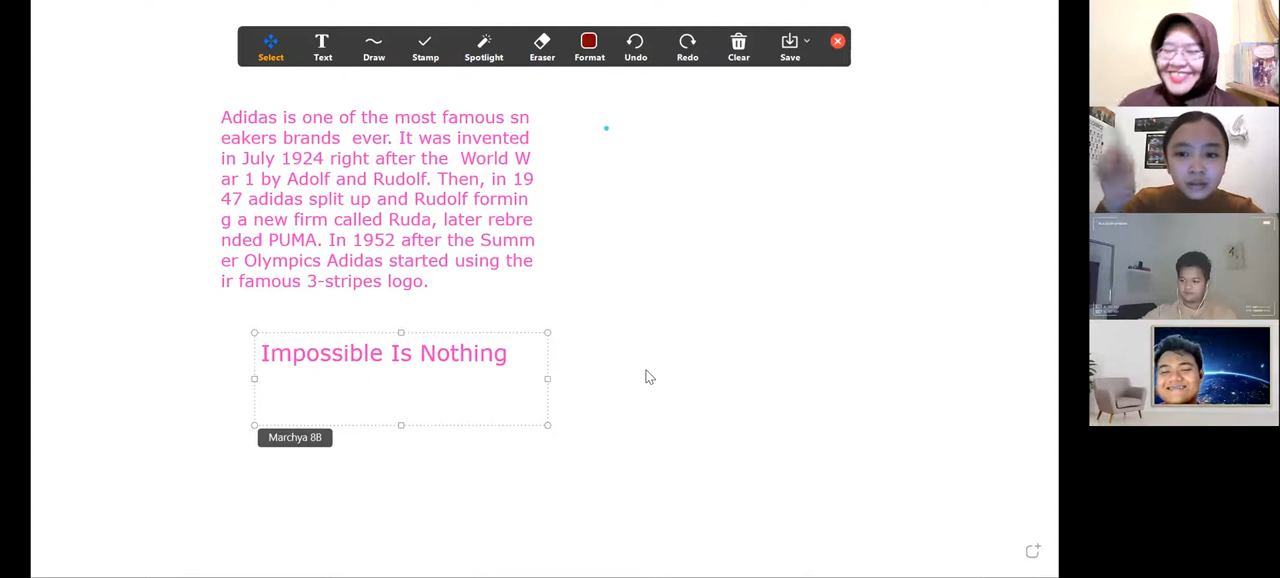 Select Text Draw Stamp Spotlight Eraser Format Undo Redo Clear Save
Adidas is one of the most famous sn
eakers brands  ever. It was invented
in July 1924 right after the  World W
ar 1 by Adolf and Rudolf. Then, in 19
47 adidas split up and Rudolf formin
g a new firm called Ruda, later rebre
nded PUMA. In 1952 after the Summ
er Olympics Adidas started using the
ir famous 3-stripes logo.
Impossible Is Nothing
Marchya 8B